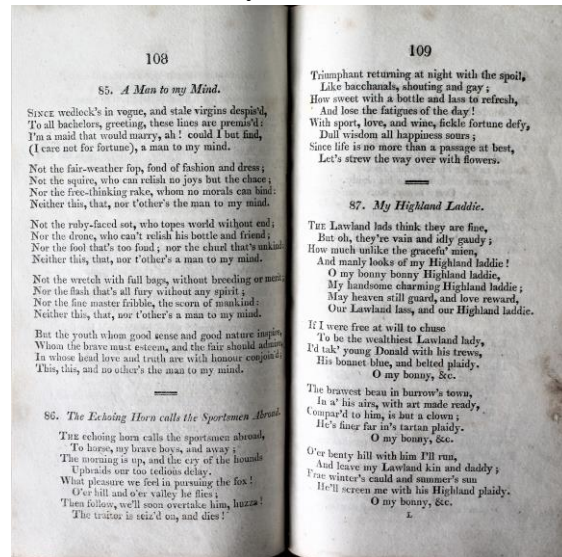 108
85. A Man to my Mind.
SINCE wedlock's in vogue, and stale virgins despis'd,
To all bachelors, greeting, these lines are premis'd:
I'm a maid that would marry, ah! could I but find,
(I care not for fortune), a man to my mind.
Not the fair-weather fop, fond of fashion and dress;
Not the squire, who can relish no joys but the chace;
Nor the free-thinking rake, whom no morals can bind:
Neither this, that, nor t'other's the man to my mind.
Not the ruby-faced sot, who topes world without end;
Nor the drone, who can't relish his bottle and friend;
Nor the fool that's too fond; nor the churl that's unkind:
Neither this, that, nor t'other's a man to my mind.
Not the wretch with full bags, without breeding or merit;
Nor the flash that's all fury without any spirit;
Nor the fine master fribble, the scorn of mankind:
Neither this, that, nor t'other's a man to my mind.
But the youth whom good sense and good nature inspire,
Whom the brave must esteem, and the fair should admire,
In whose head love and truth are with honour conjoin'd;
This, this, and no other's the man to my mind.
86. The Echoing Horn calls the Sportsmen Abroad.
THE echoing horn calls the sportsmen abroad,
To horse, my brave boys, and away;
The morning is up, and the cry of the hounds
Upbraids our too tedious delay.
What pleasure we feel in pursuing the fox!
O'er hill and o'er valley he flies;
Then follow, we'll soon overtake him, huzza!
The traitor is seiz'd on, and dies!
109
Triumphant returning at night with the spoil,
Like bacchanals, shouting and gay;
How sweet with a bottle and lass to refresh,
And lose the fatigues of the day!
With sport, love, and wine, fickle fortune defy,
Dull wisdom all happiness sours;
Since life is no more than a passage at best,
Let's strew the way over with flowers.
87. My Highland Laddie.
THE Lawland lads think they are fine,
But oh, they're vain and idly gaudy;
How much unlike the gracefu' mien,
And manly looks of my Highland laddie!
O my bonny bonny Highland laddie,
My handsome charming Highland laddie;
May heaven still guard, and love reward,
Our Lawland lass, and our Highland laddie.
If I were free at will to chuse
To be the wealthiest Lawland lady,
I'd tak' young Donald with his trews,
His bonnet blue, and belted plaidy.
O my bonny, &c.
The brawest beau in burrow's town,
In a' his airs, with art made ready,
Compar'd to him, is but a clown;
He's finer far in's tartan plaidy.
O my bonny, &c.
O'er benty hill with him I'll run,
And leave my Lawland kin and daddy;
Frae winter's cauld and summer's sun
He'll screen me with his Highland plaidy.
O my bonny, &c.